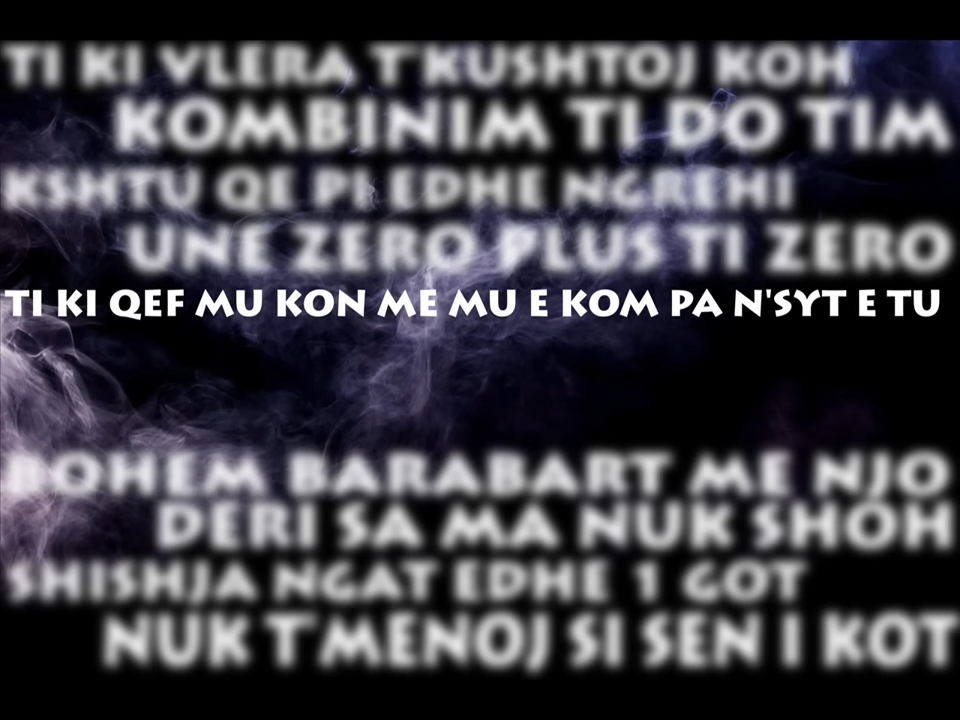 TI KI VLERA T'KUSHTOJ KOH
KOMBINIM TI DO TIM
KSHTU QE PI EDHE NGREHI
UNE ZERO PLUS TI ZERO
TI KI QEF MU KON ME MU E KOM PA N'SYT E TU
BOHEM BARABART ME NJO
DERI SA MA NUK SHOH
SHISHJA NGAT EDHE 1 GOT
NUK T'MENOJ SI SEN I KOT